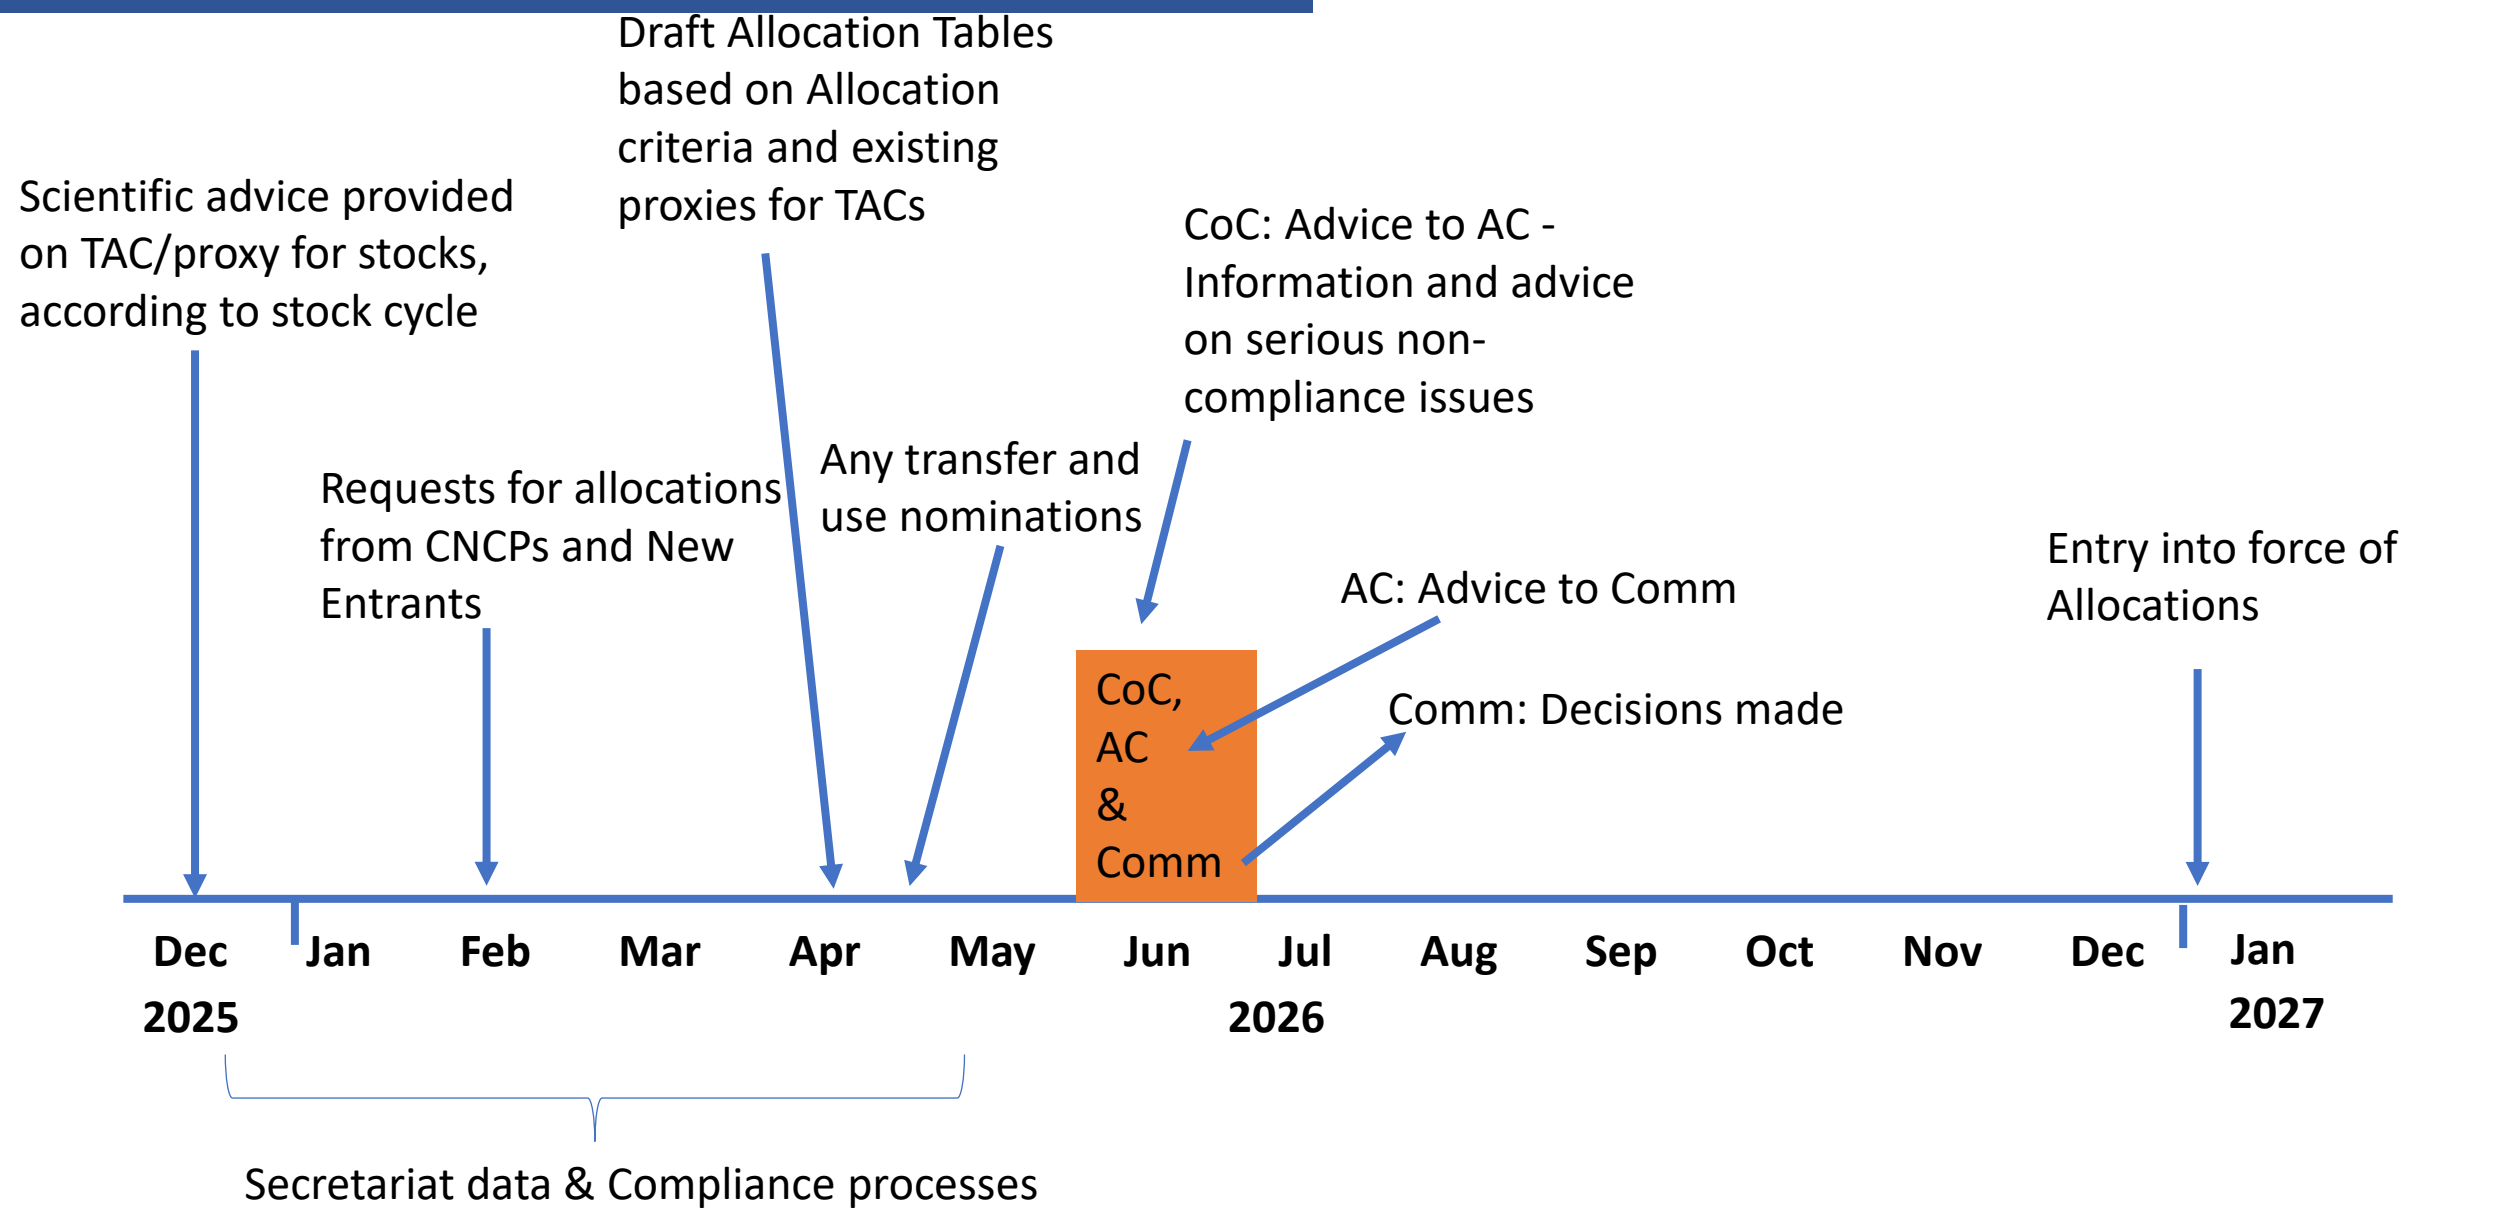 Draft Allocation Tables
based on Allocation
criteria and existing
proxies for TACs
Scientific advice provided
on TAC/proxy for stocks,
according to stock cycle
CoC: Advice to AC -
Information and advice
on serious non-
compliance issues
Any transfer and
use nominations
Requests for allocations
from CNCPs and New
Entrants
Entry into force of
Allocations
AC: Advice to Comm
Comm: Decisions made
CoC,
AC
&
Comm
Dec Jan Feb Mar Apr May Jun Jul Aug Sep Oct Nov Dec Jan
2025 2026 2027
Secretariat data & Compliance processes